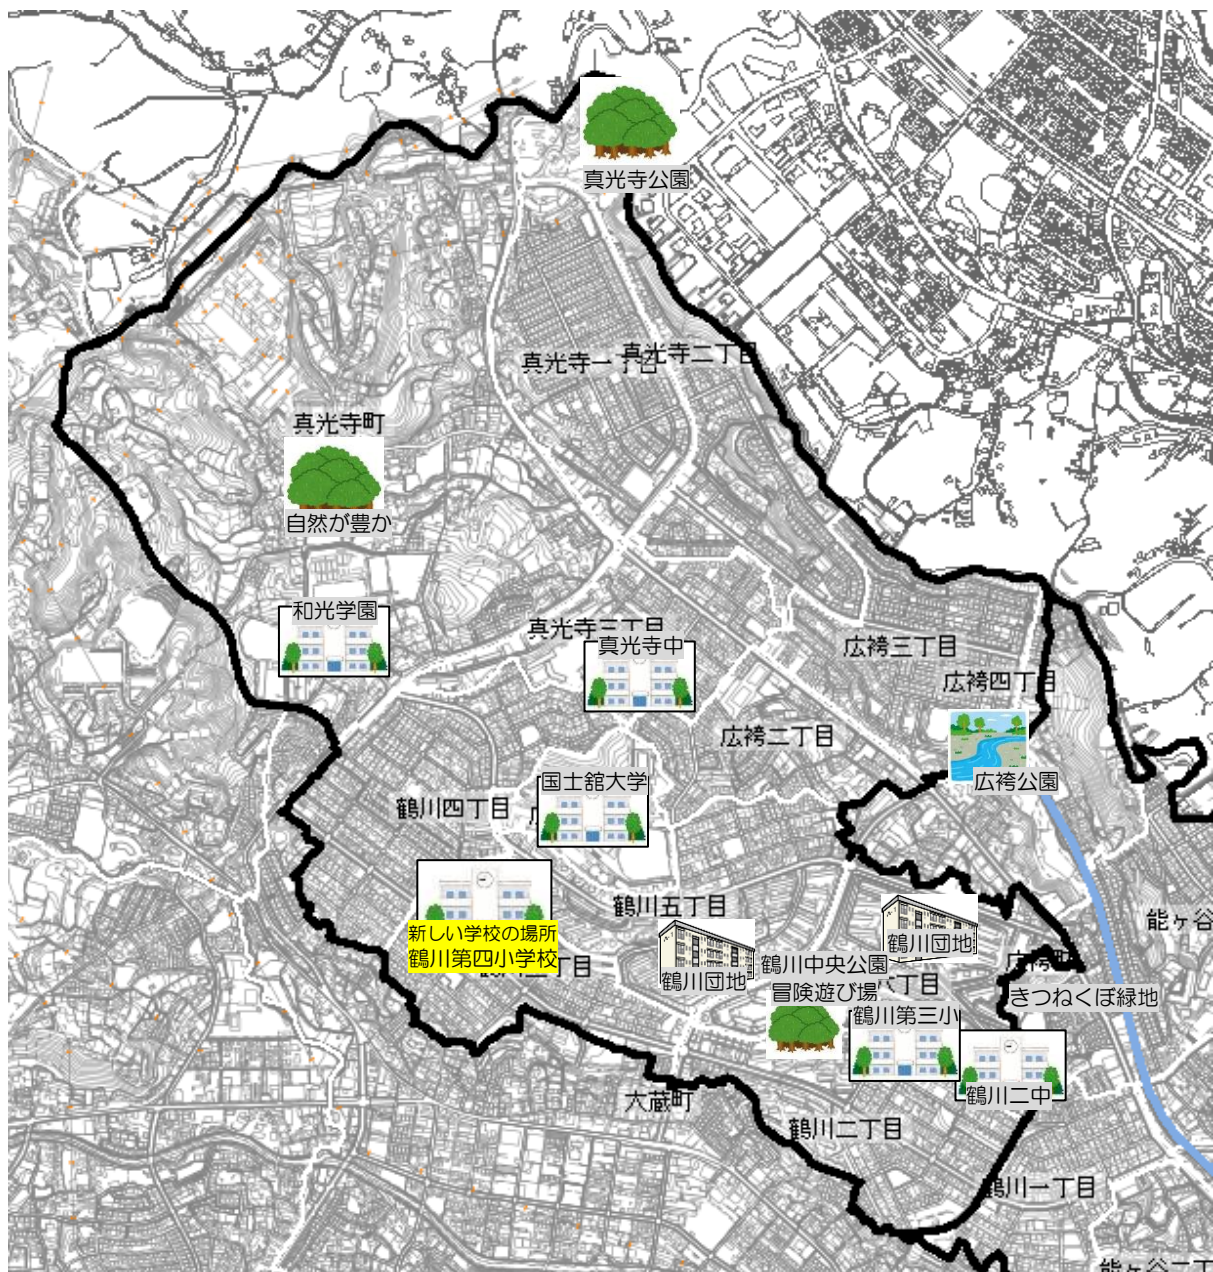 真光寺公園
真光寺一丁目
真光寺二丁目
真光寺町
自然が豊か
和光学園
真光寺三丁目
真光寺中
広袴三丁目
広袴四丁目
広袴二丁目
広袴公園
国士舘大学
鶴川四丁目
鶴川五丁目
新しい学校の場所
鶴川第四小学校
鶴川団地
鶴川団地
鶴川中央公園
冒険遊び場
六丁目
能ヶ谷
広袴町
きつねくぼ緑地
鶴川第三小
鶴川二中
大蔵町
鶴川二丁目
鶴川一丁目